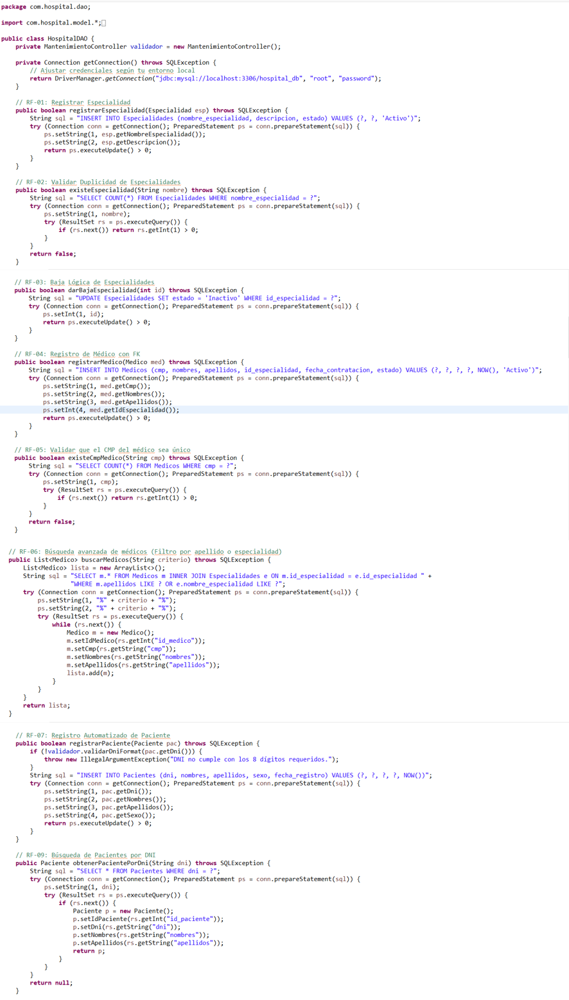 package com.hospital.dao;
import com.hospital.model.*;
public class HospitalDAO {
    private MantenimientoController validador = new MantenimientoController();
    private Connection getConnection() throws SQLException {
        // Ajustar credenciales según tu entorno local
        return DriverManager.getConnection("jdbc:mysql://localhost:3306/hospital_db", "root", "password");
    }
    // RF-01: Registrar Especialidad
    public boolean registrarEspecialidad(Especialidad esp) throws SQLException {
        String sql = "INSERT INTO Especialidades (nombre_especialidad, descripcion, estado) VALUES (?, ?, 'Activo')";
        try (Connection conn = getConnection(); PreparedStatement ps = conn.prepareStatement(sql)) {
            ps.setString(1, esp.getNombreEspecialidad());
            ps.setString(2, esp.getDescripcion());
            return ps.executeUpdate() > 0;
        }
    }
    // RF-02: Validar Duplicidad de Especialidades
    public boolean existeEspecialidad(String nombre) throws SQLException {
        String sql = "SELECT COUNT(*) FROM Especialidades WHERE nombre_especialidad = ?";
        try (Connection conn = getConnection(); PreparedStatement ps = conn.prepareStatement(sql)) {
            ps.setString(1, nombre);
            try (ResultSet rs = ps.executeQuery()) {
                if (rs.next()) return rs.getInt(1) > 0;
            }
        }
        return false;
    }
    // RF-03: Baja Lógica de Especialidades
    public boolean darBajaEspecialidad(int id) throws SQLException {
        String sql = "UPDATE Especialidades SET estado = 'Inactivo' WHERE id_especialidad = ?";
        try (Connection conn = getConnection(); PreparedStatement ps = conn.prepareStatement(sql)) {
            ps.setInt(1, id);
            return ps.executeUpdate() > 0;
        }
    }
    // RF-04: Registro de Médico con FK
    public boolean registrarMedico(Medico med) throws SQLException {
        String sql = "INSERT INTO Medicos (cmp, nombres, apellidos, id_especialidad, fecha_contratacion, estado) VALUES (?, ?, ?, ?, NOW(), 'Activo')";
        try (Connection conn = getConnection(); PreparedStatement ps = conn.prepareStatement(sql)) {
            ps.setString(1, med.getCmp());
            ps.setString(2, med.getNombres());
            ps.setString(3, med.getApellidos());
            ps.setInt(4, med.getIdEspecialidad());
            return ps.executeUpdate() > 0;
        }
    }
    // RF-05: Validar que el CMP del médico sea único
    public boolean existeCmpMedico(String cmp) throws SQLException {
        String sql = "SELECT COUNT(*) FROM Medicos WHERE cmp = ?";
        try (Connection conn = getConnection(); PreparedStatement ps = conn.prepareStatement(sql)) {
            ps.setString(1, cmp);
            try (ResultSet rs = ps.executeQuery()) {
                if (rs.next()) return rs.getInt(1) > 0;
            }
        }
        return false;
    }
    // RF-06: Búsqueda avanzada de médicos (Filtro por apellido o especialidad)
    public List<Medico> buscarMedicos(String criterio) throws SQLException {
        List<Medico> lista = new ArrayList<>();
        String sql = "SELECT m.* FROM Medicos m INNER JOIN Especialidades e ON m.id_especialidad = e.id_especialidad " +
                     "WHERE m.apellidos LIKE ? OR e.nombre_especialidad LIKE ?";
        try (Connection conn = getConnection(); PreparedStatement ps = conn.prepareStatement(sql)) {
            ps.setString(1, "%" + criterio + "%");
            ps.setString(2, "%" + criterio + "%");
            try (ResultSet rs = ps.executeQuery()) {
                while (rs.next()) {
                    Medico m = new Medico();
                    m.setIdMedico(rs.getInt("id_medico"));
                    m.setCmp(rs.getString("cmp"));
                    m.setNombres(rs.getString("nombres"));
                    m.setApellidos(rs.getString("apellidos"));
                    lista.add(m);
                }
            }
        }
        return lista;
    }
    // RF-07: Registro Automatizado de Paciente
    public boolean registrarPaciente(Paciente pac) throws SQLException {
        if (!validador.validarDniFormat(pac.getDni())) {
            throw new IllegalArgumentException("DNI no cumple con los 8 dígitos requeridos.");
        }
        String sql = "INSERT INTO Pacientes (dni, nombres, apellidos, sexo, fecha_registro) VALUES (?, ?, ?, ?, NOW())";
        try (Connection conn = getConnection(); PreparedStatement ps = conn.prepareStatement(sql)) {
            ps.setString(1, pac.getDni());
            ps.setString(2, pac.getNombres());
            ps.setString(3, pac.getApellidos());
            ps.setString(4, pac.getSexo());
            return ps.executeUpdate() > 0;
        }
    }
    // RF-09: Búsqueda de Pacientes por DNI
    public Paciente obtenerPacientePorDni(String dni) throws SQLException {
        String sql = "SELECT * FROM Pacientes WHERE dni = ?";
        try (Connection conn = getConnection(); PreparedStatement ps = conn.prepareStatement(sql)) {
            ps.setString(1, dni);
            try (ResultSet rs = ps.executeQuery()) {
                if (rs.next()) {
                    Paciente p = new Paciente();
                    p.setIdPaciente(rs.getInt("id_paciente"));
                    p.setDni(rs.getString("dni"));
                    p.setNombres(rs.getString("nombres"));
                    p.setApellidos(rs.getString("apellidos"));
                    return p;
                }
            }
        }
        return null;
    }